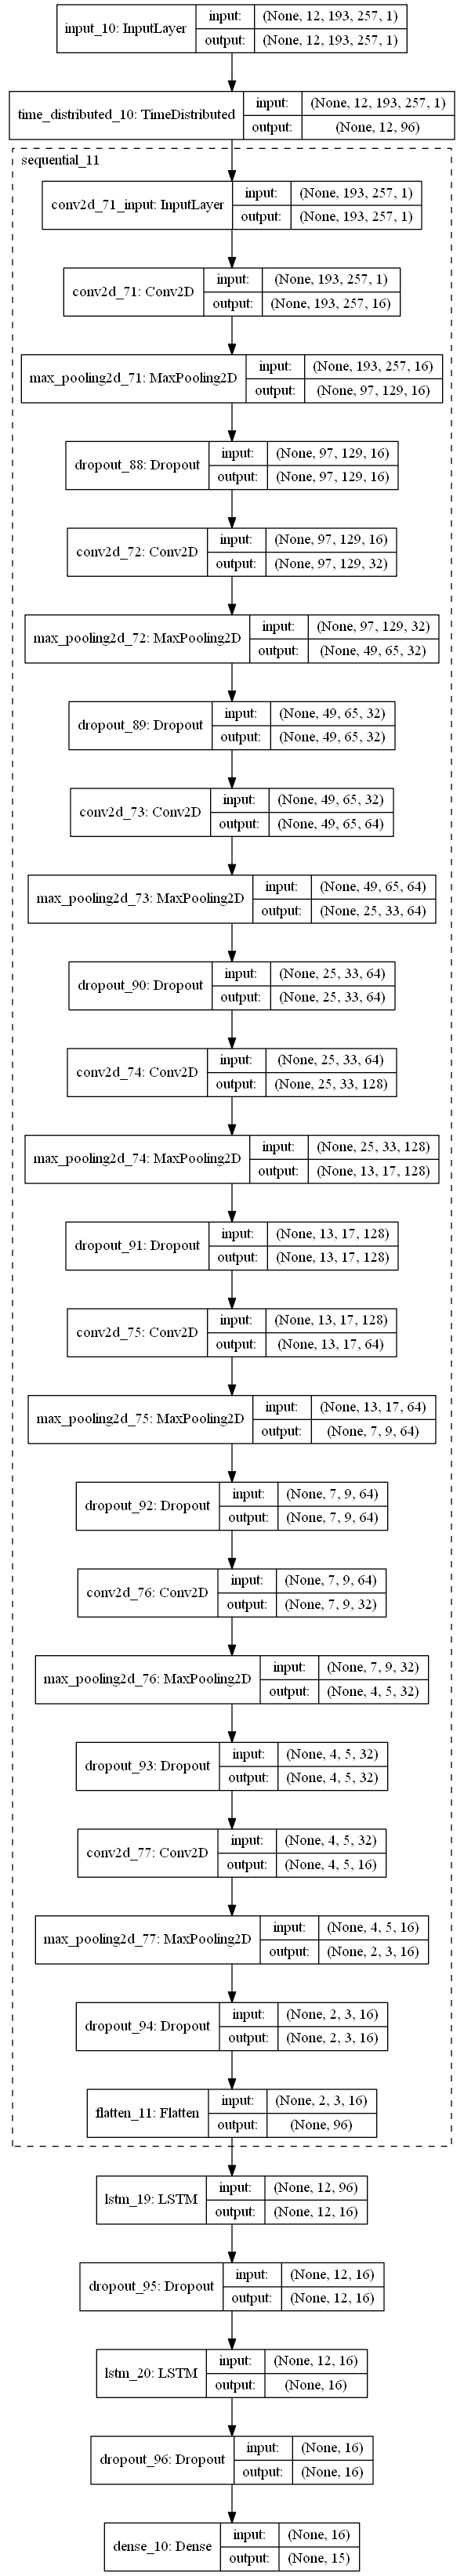 input_10: InputLayer
input: (None, 12, 193, 257, 1)
output: (None, 12, 193, 257, 1)
time_distributed_10: TimeDistributed
input: (None, 12, 193, 257, 1)
output: (None, 12, 96)
sequential_11
conv2d_71_input: InputLayer
input: (None, 193, 257, 1)
output: (None, 193, 257, 1)
conv2d_71: Conv2D
input: (None, 193, 257, 1)
output: (None, 193, 257, 16)
max_pooling2d_71: MaxPooling2D
input: (None, 193, 257, 16)
output: (None, 97, 129, 16)
dropout_88: Dropout
input: (None, 97, 129, 16)
output: (None, 97, 129, 16)
conv2d_72: Conv2D
input: (None, 97, 129, 16)
output: (None, 97, 129, 32)
max_pooling2d_72: MaxPooling2D
input: (None, 97, 129, 32)
output: (None, 49, 65, 32)
dropout_89: Dropout
input: (None, 49, 65, 32)
output: (None, 49, 65, 32)
conv2d_73: Conv2D
input: (None, 49, 65, 32)
output: (None, 49, 65, 64)
max_pooling2d_73: MaxPooling2D
input: (None, 49, 65, 64)
output: (None, 25, 33, 64)
dropout_90: Dropout
input: (None, 25, 33, 64)
output: (None, 25, 33, 64)
conv2d_74: Conv2D
input: (None, 25, 33, 64)
output: (None, 25, 33, 128)
max_pooling2d_74: MaxPooling2D
input: (None, 25, 33, 128)
output: (None, 13, 17, 128)
dropout_91: Dropout
input: (None, 13, 17, 128)
output: (None, 13, 17, 128)
conv2d_75: Conv2D
input: (None, 13, 17, 128)
output: (None, 13, 17, 64)
max_pooling2d_75: MaxPooling2D
input: (None, 13, 17, 64)
output: (None, 7, 9, 64)
dropout_92: Dropout
input: (None, 7, 9, 64)
output: (None, 7, 9, 64)
conv2d_76: Conv2D
input: (None, 7, 9, 64)
output: (None, 7, 9, 32)
max_pooling2d_76: MaxPooling2D
input: (None, 7, 9, 32)
output: (None, 4, 5, 32)
dropout_93: Dropout
input: (None, 4, 5, 32)
output: (None, 4, 5, 32)
conv2d_77: Conv2D
input: (None, 4, 5, 32)
output: (None, 4, 5, 16)
max_pooling2d_77: MaxPooling2D
input: (None, 4, 5, 16)
output: (None, 2, 3, 16)
dropout_94: Dropout
input: (None, 2, 3, 16)
output: (None, 2, 3, 16)
flatten_11: Flatten
input: (None, 2, 3, 16)
output: (None, 96)
lstm_19: LSTM
input: (None, 12, 96)
output: (None, 12, 16)
dropout_95: Dropout
input: (None, 12, 16)
output: (None, 12, 16)
lstm_20: LSTM
input: (None, 12, 16)
output: (None, 16)
dropout_96: Dropout
input: (None, 16)
output: (None, 16)
dense_10: Dense
input: (None, 16)
output: (None, 15)